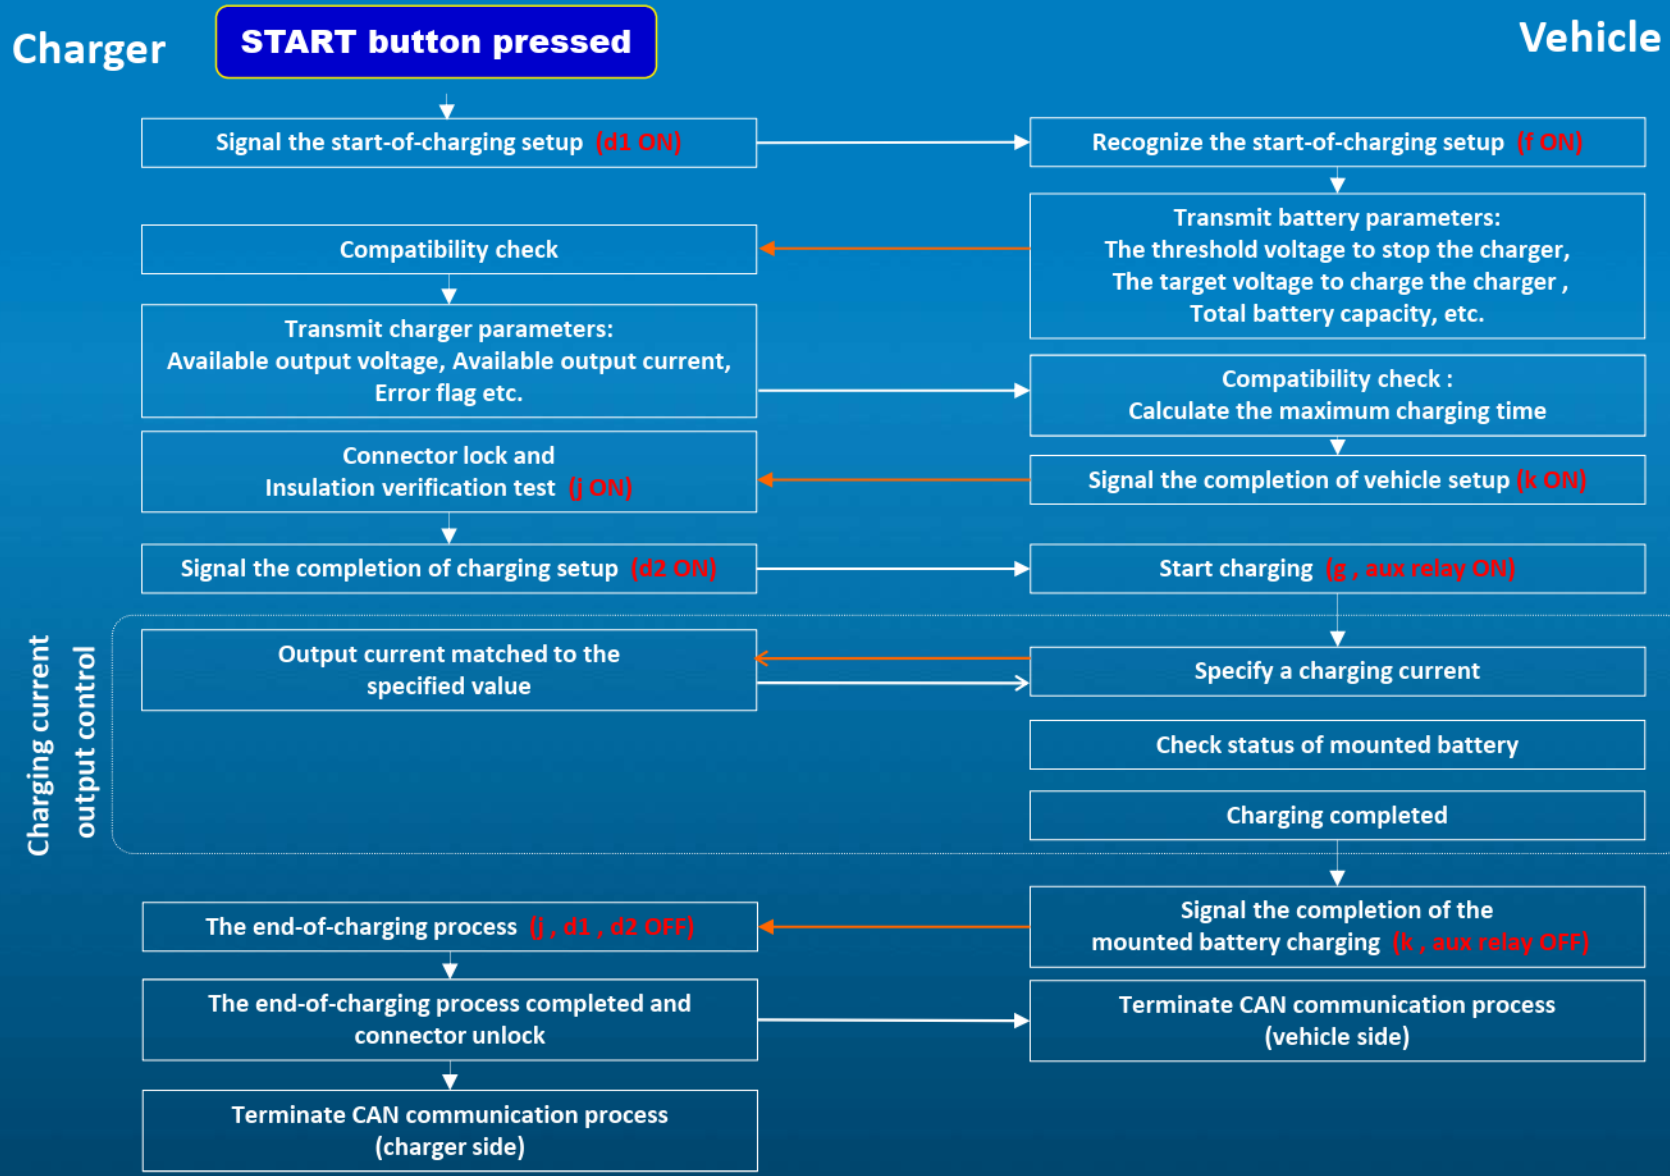 Charger
START button pressed
Vehicle
Signal the start-of-charging setup (d1 ON)
Recognize the start-of-charging setup (f ON)
Transmit battery parameters:
The threshold voltage to stop the charger,
The target voltage to charge the charger ,
Total battery capacity, etc.
Compatibility check
Transmit charger parameters:
Available output voltage, Available output current,
Error flag etc.
Compatibility check :
Calculate the maximum charging time
Connector lock and
Insulation verification test (j ON)
Signal the completion of vehicle setup (k ON)
Signal the completion of charging setup (d2 ON)
Start charging (g , aux relay ON)
Charging current
output control
Output current matched to the
specified value
Specify a charging current
Check status of mounted battery
Charging completed
The end-of-charging process (j , d1 , d2 OFF)
Signal the completion of the
mounted battery charging (k , aux relay OFF)
The end-of-charging process completed and
connector unlock
Terminate CAN communication process
(vehicle side)
Terminate CAN communication process
(charger side)